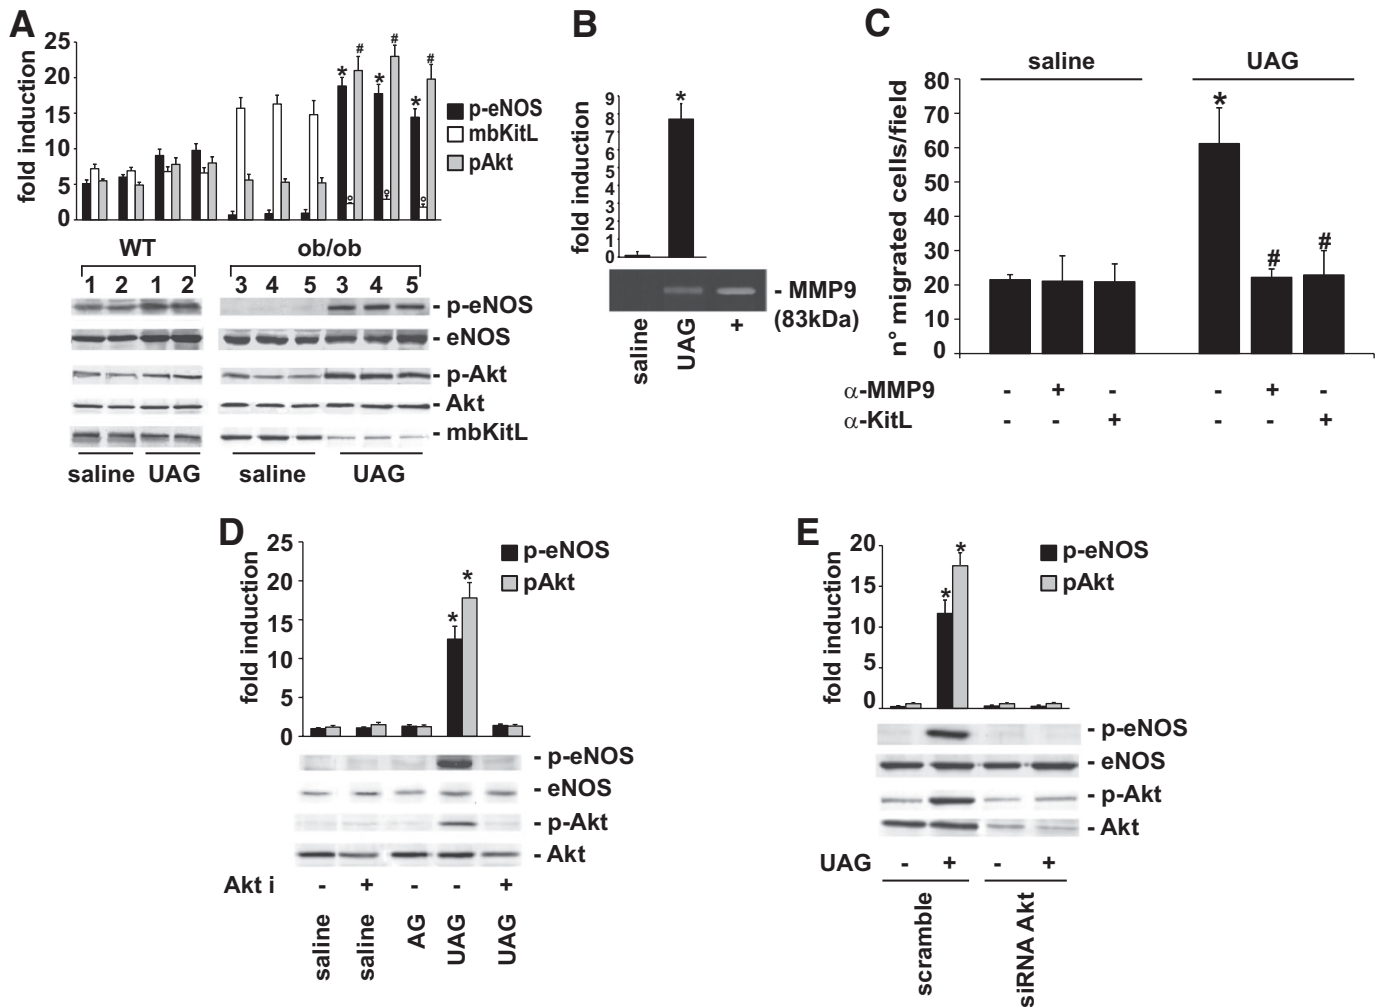 A
fold induction
25
20
15
10
5
0
p-eNOS
mbKitL
pAkt
* # * # * #
° ° °
WT ob/ob
1 2 1 2 3 4 5 3 4 5
- p-eNOS
- eNOS
- p-Akt
- Akt
- mbKitL
saline UAG saline UAG
B
fold induction
9
8
7
6
5
4
3
2
1
0
*
- MMP9
(83kDa)
saline
UAG
+
C
saline UAG
n° migrated cells/field
80
70
60
50
40
30
20
10
0
* # #
α-MMP9 - + - - + -
α-KitL - - + - - +
D
fold induction
25
20
15
10
5
0
p-eNOS
pAkt
* *
- p-eNOS
- eNOS
- p-Akt
- Akt
Akt i - + - - +
saline
saline
AG
UAG
UAG
E
fold induction
20
15
10
5
0
p-eNOS
pAkt
* *
- p-eNOS
- eNOS
- p-Akt
- Akt
UAG - + - +
scramble
siRNA Akt